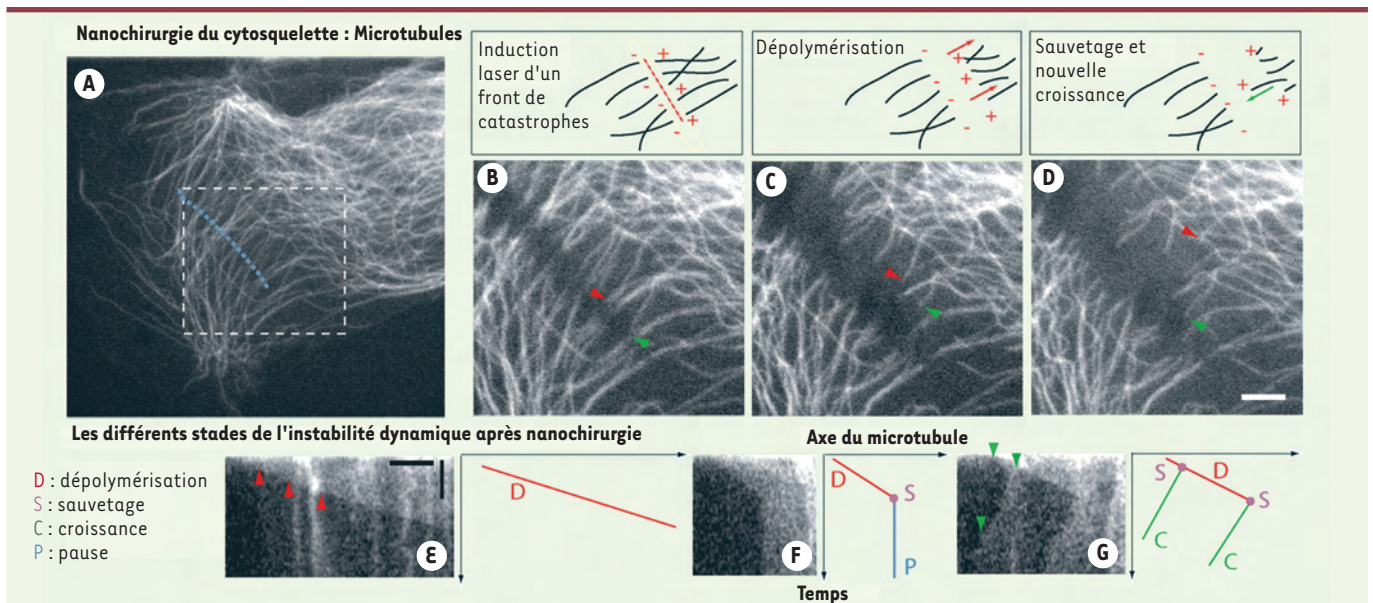 Nanochirurgie du cytosquelette : Microtubules
A
Induction
laser d'un
front de
catastrophes
- + + - + - + -
Dépolymérisation
- + + - + - + - +
Sauvetage et
nouvelle
croissance
- + + - + - + -
B
C
D
Les différents stades de l'instabilité dynamique après nanochirurgie
Axe du microtubule
D : dépolymérisation
S : sauvetage
C : croissance
P : pause
E
D
F
D
S
P
G
S
D
S
C
C
Temps